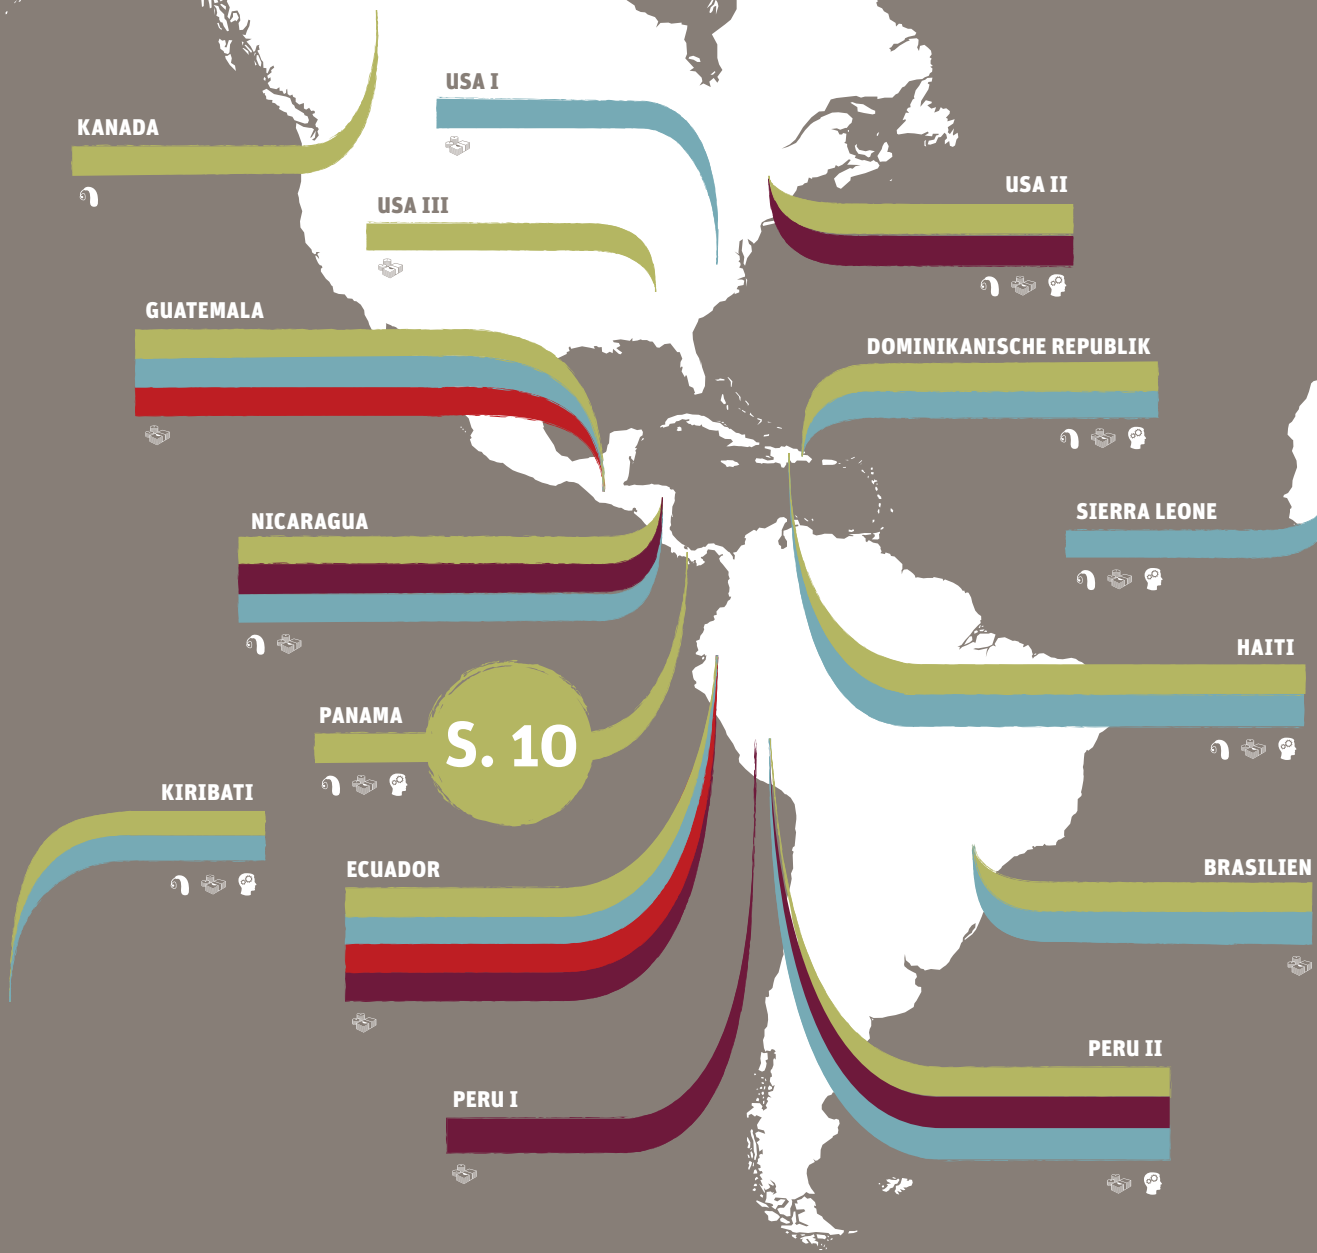 USA I
KANADA
USA II
USA III
GUATEMALA
DOMINIKANISCHE REPUBLIK
SIERRA LEONE
NICARAGUA
HAITI
PANAMA
S. 10
KIRIBATI
ECUADOR
BRASILIEN
PERU II
PERU I